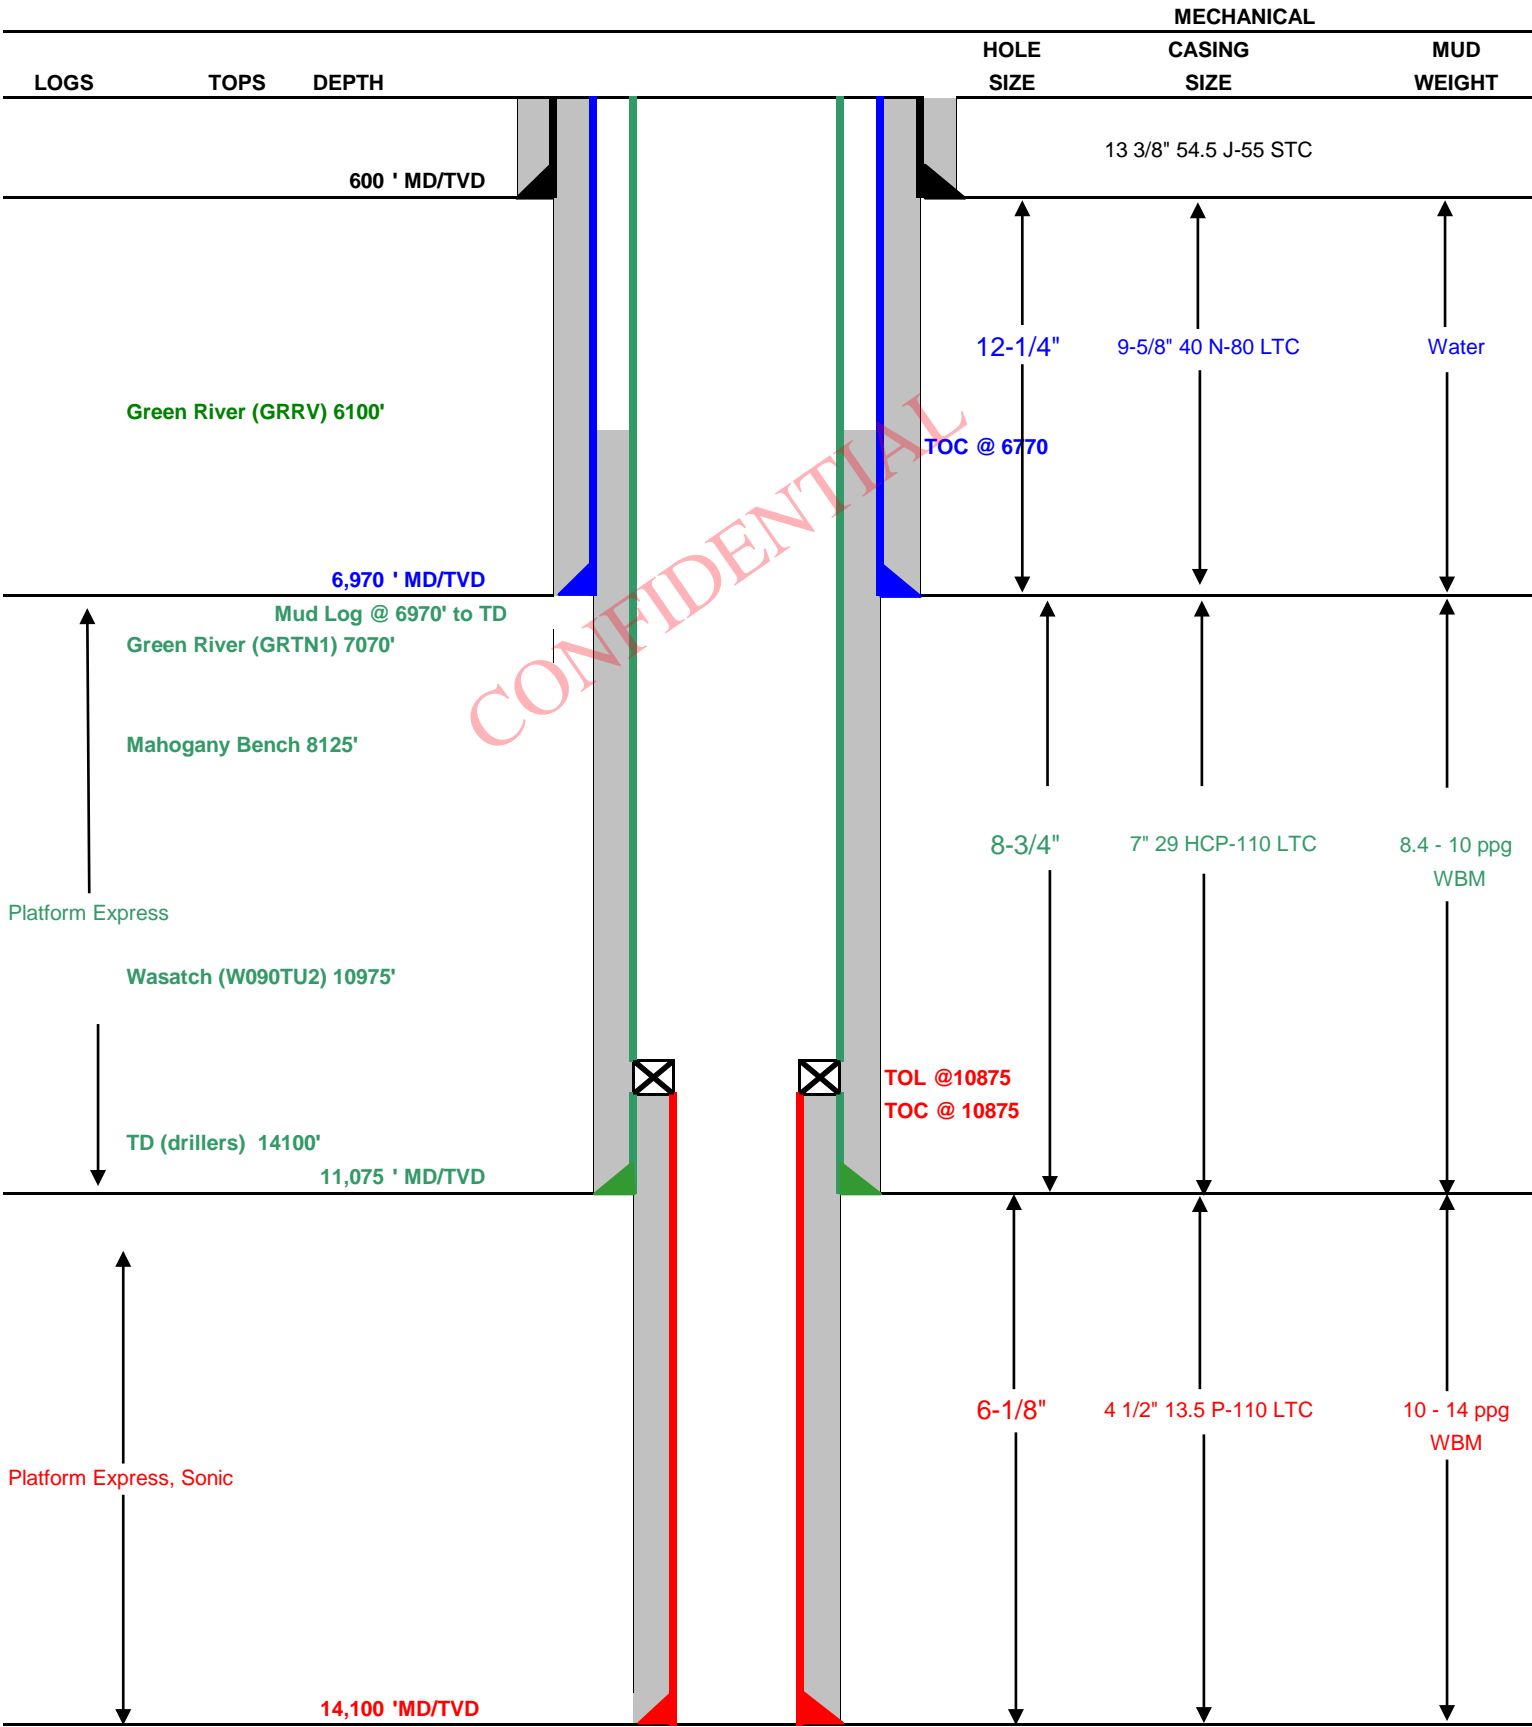 MECHANICAL
HOLE CASING MUD
LOGS TOPS DEPTH SIZE SIZE WEIGHT
13 3/8" 54.5 J-55 STC
600 ' MD/TVD
12-1/4" 9-5/8" 40 N-80 LTC Water
Green River (GRRV) 6100'
TOC @ 6770
6,970 ' MD/TVD
Mud Log @ 6970' to TD
Green River (GRTN1) 7070'
CONFIDENTIAL
Mahogany Bench 8125'
8-3/4" 7" 29 HCP-110 LTC 8.4 - 10 ppg
WBM
Platform Express
Wasatch (W090TU2) 10975'
TOL @10875
TOC @ 10875
TD (drillers) 14100'
11,075 ' MD/TVD
6-1/8" 4 1/2" 13.5 P-110 LTC 10 - 14 ppg
WBM
Platform Express, Sonic
14,100 'MD/TVD